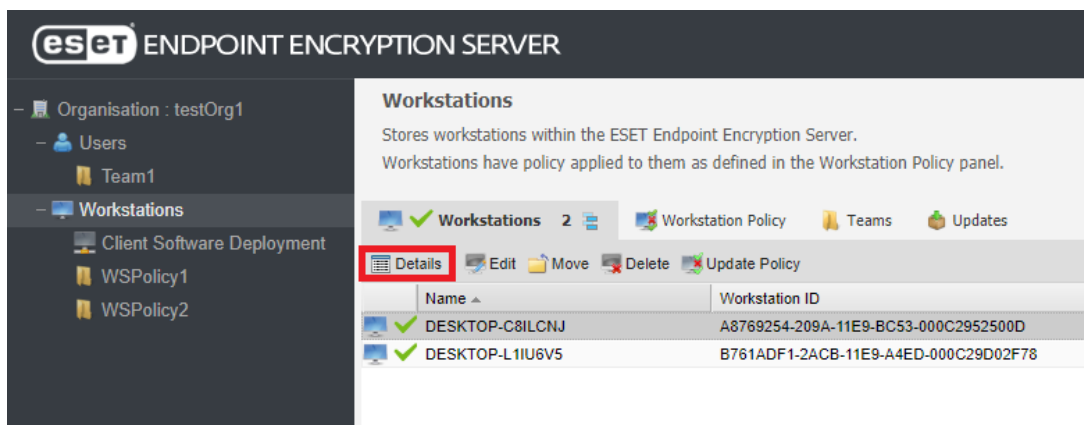 eseT ENDPOINT ENCRYPTION SERVER
Organisation : testOrg1
Users
Team1
Workstations
Client Software Deployment
WSPolicy1
WSPolicy2
Workstations
Stores workstations within the ESET Endpoint Encryption Server.
Workstations have policy applied to them as defined in the Workstation Policy panel.
Workstations 2 Workstation Policy Teams Updates
Details Edit Move Delete Update Policy
Name Workstation ID
DESKTOP-C8ILCNJ A8769254-209A-11E9-BC53-000C2952500D
DESKTOP-L1IU6V5 B761ADF1-2ACB-11E9-A4ED-000C29D02F78